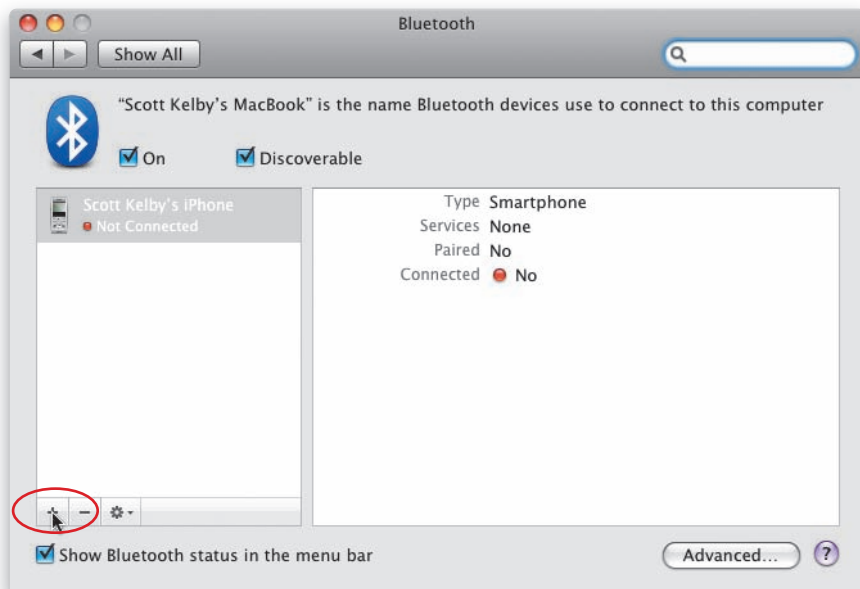 Bluetooth
Show All
“Scott Kelby’s MacBook” is the name Bluetooth devices use to connect to this computer
On
Discoverable
Scott Kelby’s iPhone
Not Connected
Type Smartphone
Services None
Paired No
Connected No
+ −
Show Bluetooth status in the menu bar
Advanced... ?